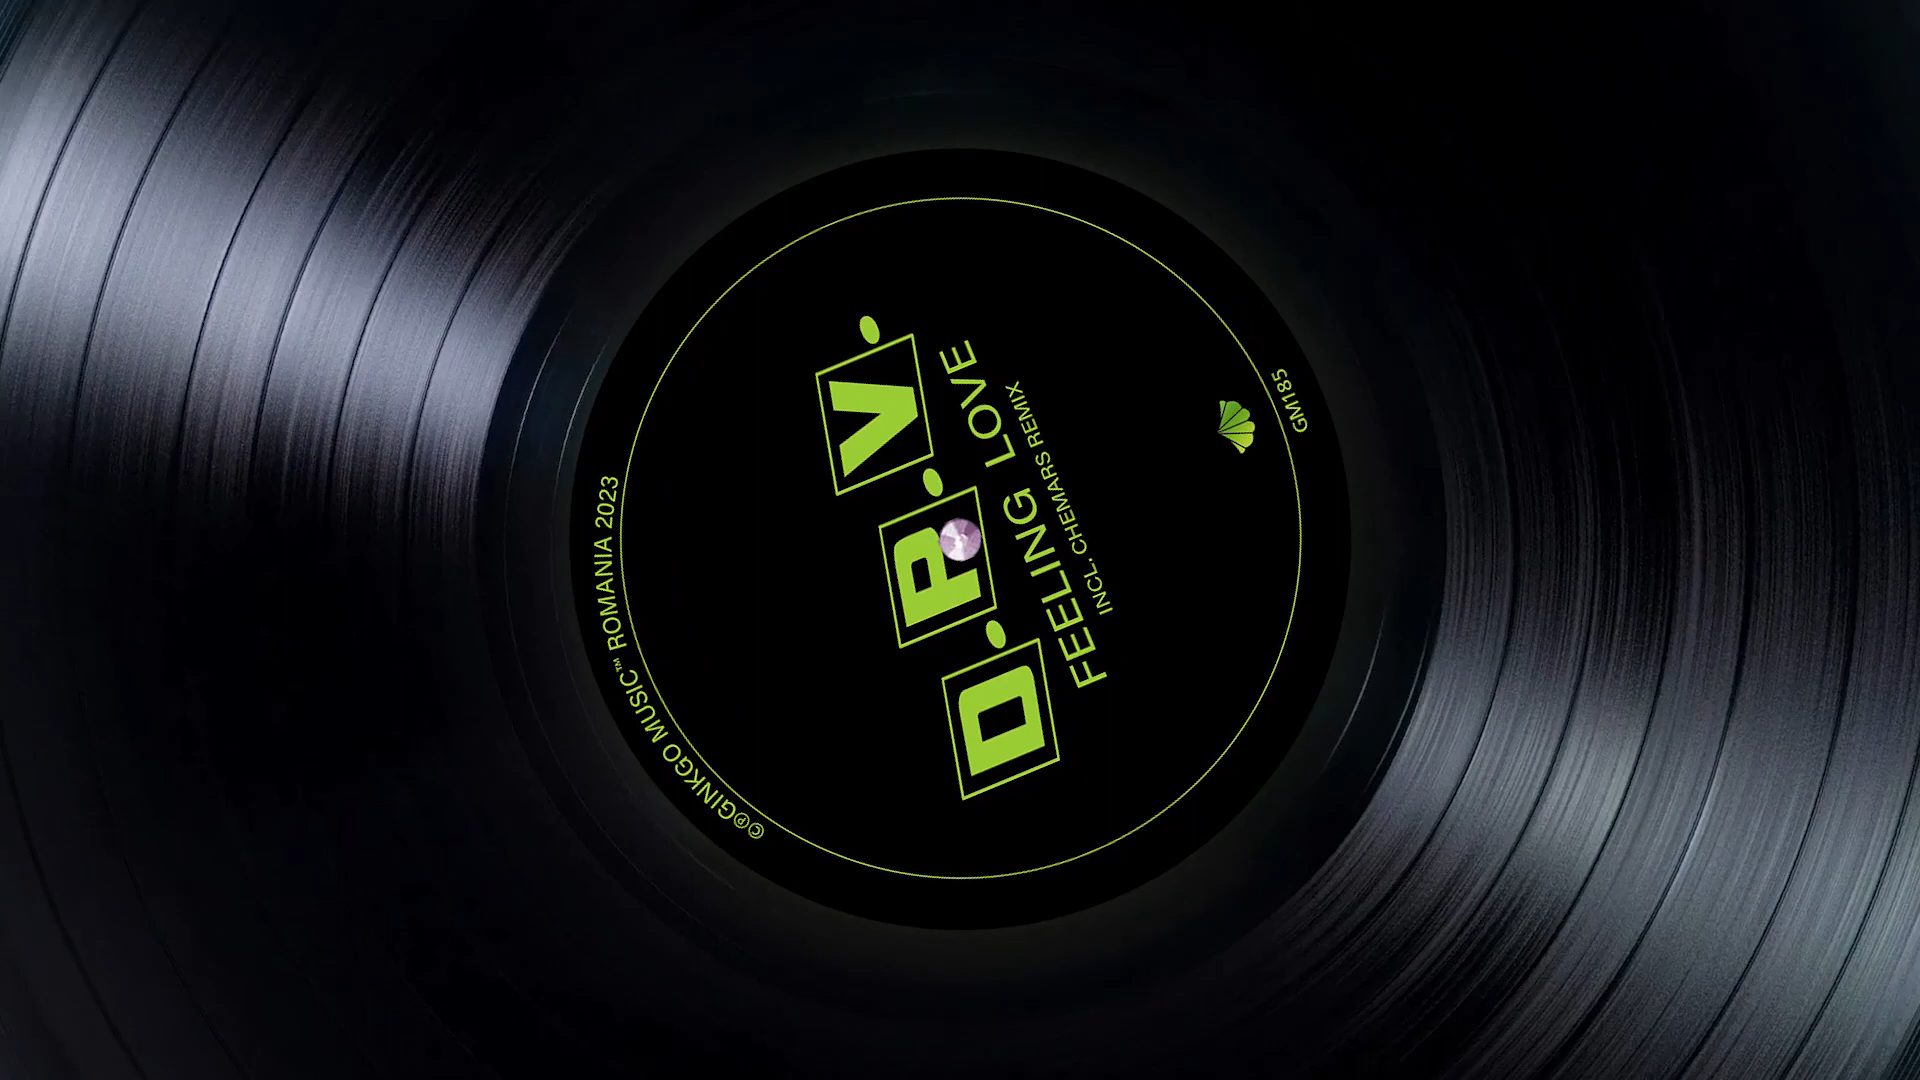 D.P.V.
FEELING LOVE
INCL. CHEMARS REMIX
GM185
©℗GINKGO MUSIC™ ROMANIA 2023